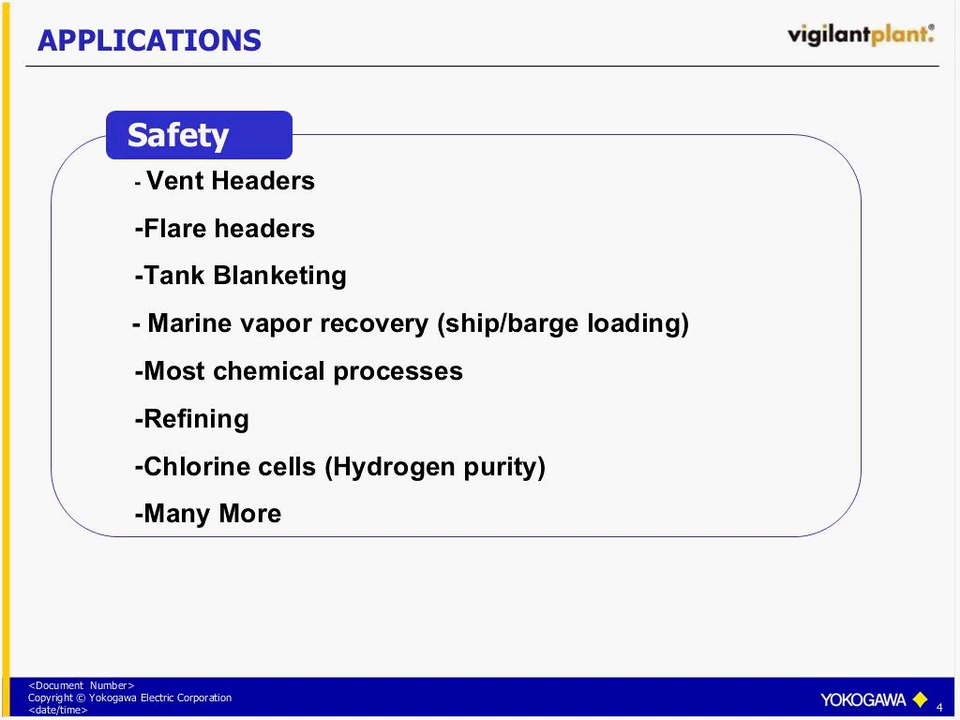 APPLICATIONS
vigilantplant.®
Safety
- Vent Headers
-Flare headers
-Tank Blanketing
- Marine vapor recovery (ship/barge loading)
-Most chemical processes
-Refining
-Chlorine cells (Hydrogen purity)
-Many More
<Document Number>
Copyright © Yokogawa Electric Corporation
<date/time>
YOKOGAWA
4